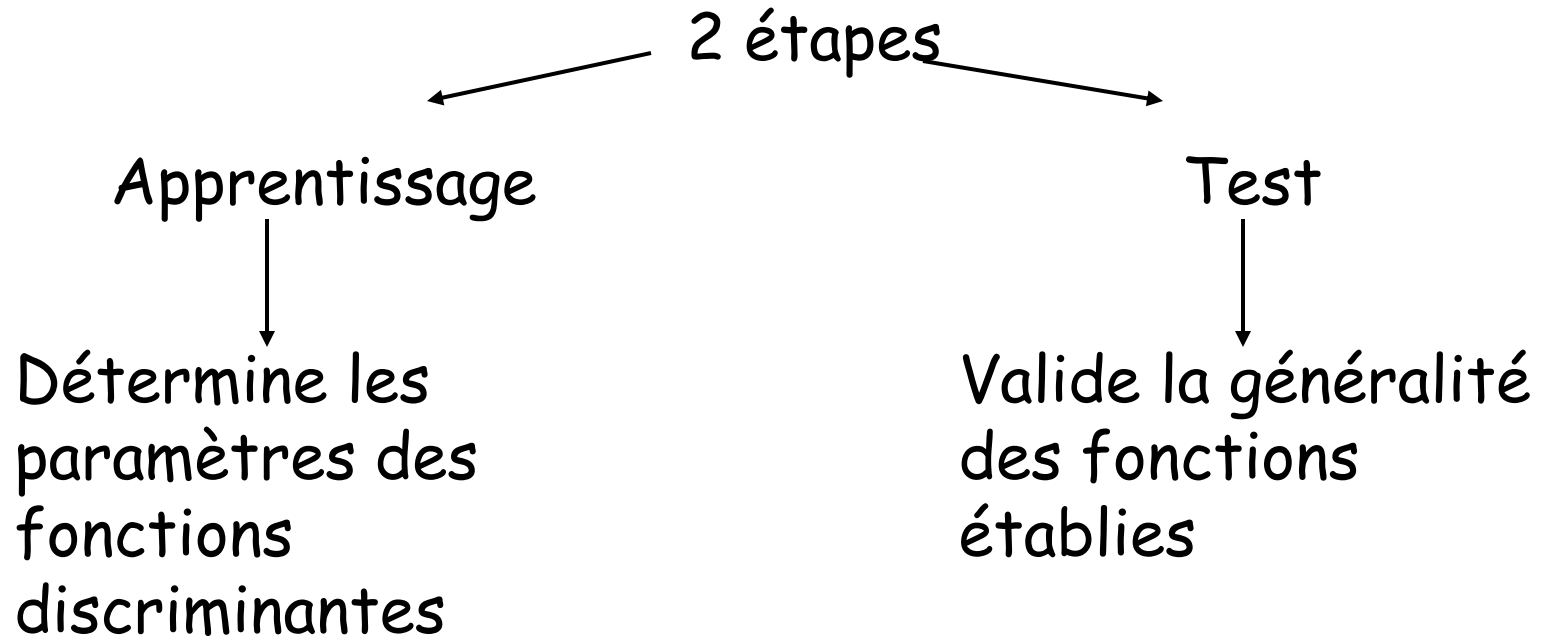 2 étapes
Apprentissage
Test
Détermine les
paramètres des
fonctions
discriminantes
Valide la généralité
des fonctions
établies